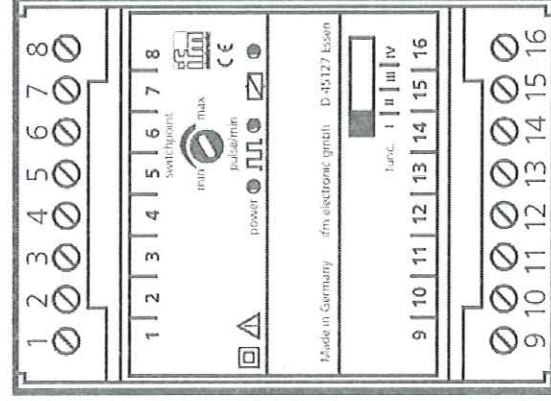 1 2 3 4 5 6 7 8
1 2 3 4 5 6 7 8
switchpoint
min max
pulse/min
power
ifm
CE
Made in Germany ifm electronic gmbh D-45127 Essen
func. I II III IV
9 10 11 12 13 14 15 16
9 10 11 12 13 14 15 16